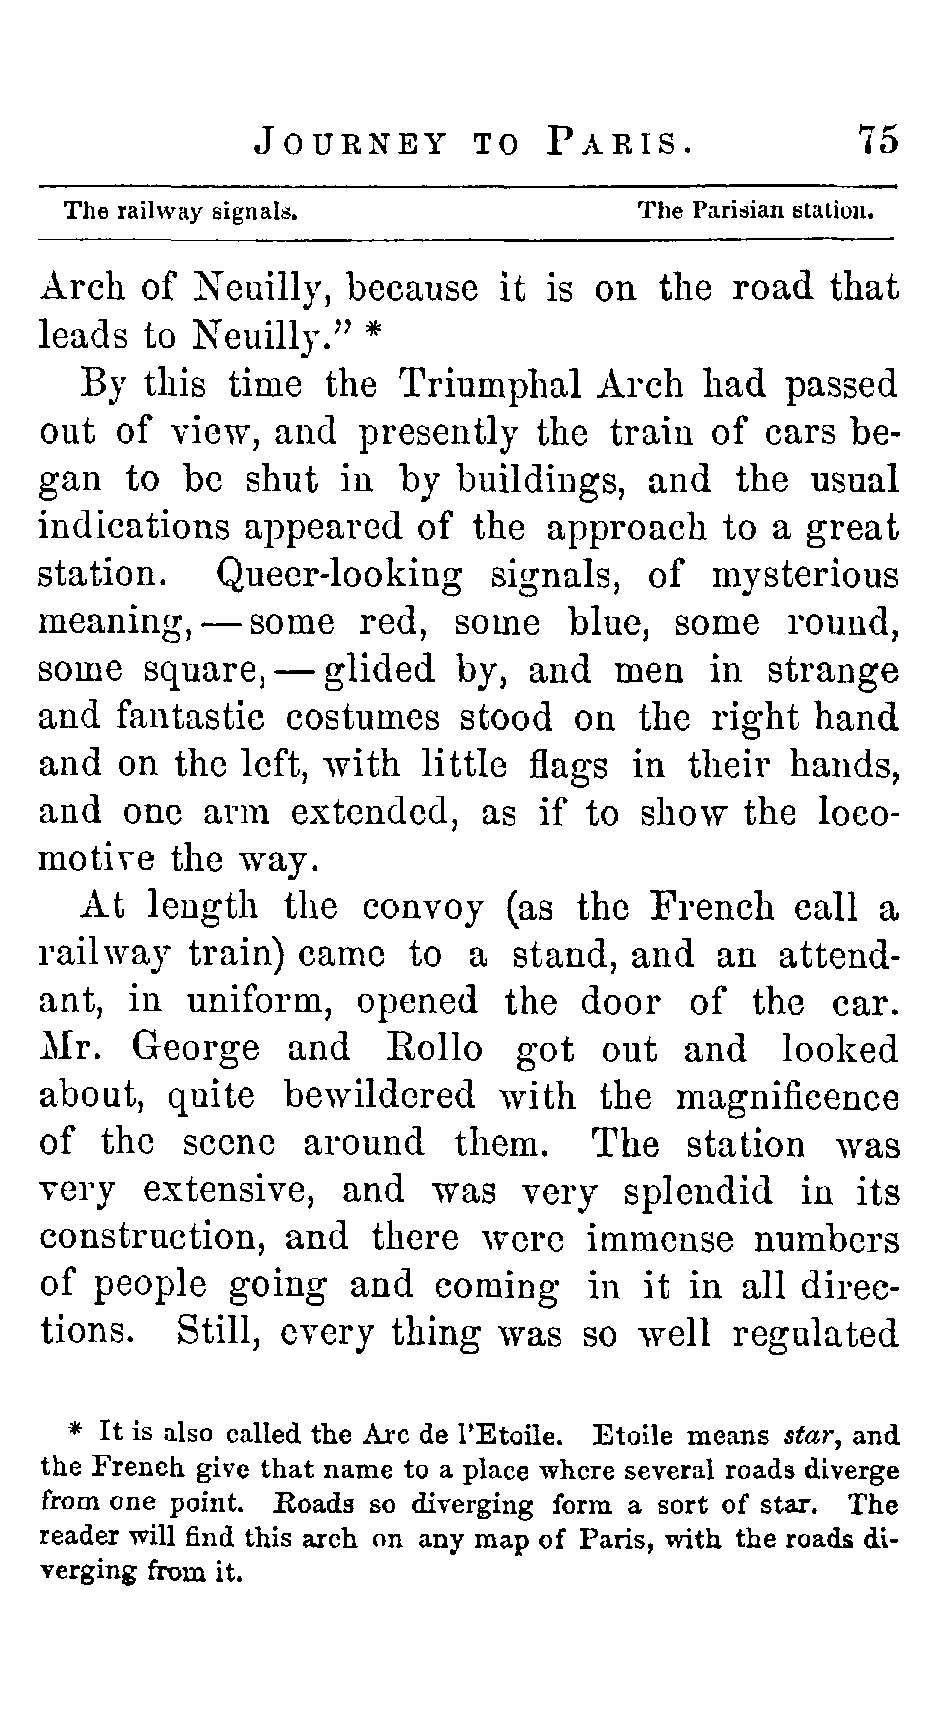 JOURNEY TO PARIS. 75
The railway signals. The Parisian station.
Arch of Neuilly, because it is on the road that
leads to Neuilly.” *
By this time the Triumphal Arch had passed
out of view, and presently the train of cars be-
gan to be shut in by buildings, and the usual
indications appeared of the approach to a great
station. Queer-looking signals, of mysterious
meaning, — some red, some blue, some round,
some square, — glided by, and men in strange
and fantastic costumes stood on the right hand
and on the left, with little flags in their hands,
and one arm extended, as if to show the loco-
motive the way.
At length the convoy (as the French call a
railway train) came to a stand, and an attend-
ant, in uniform, opened the door of the car.
Mr. George and Rollo got out and looked
about, quite bewildered with the magnificence
of the scene around them. The station was
very extensive, and was very splendid in its
construction, and there were immense numbers
of people going and coming in it in all direc-
tions. Still, every thing was so well regulated
* It is also called the Arc de l'Etoile. Etoile means star, and
the French give that name to a place where several roads diverge
from one point. Roads so diverging form a sort of star. The
reader will find this arch on any map of Paris, with the roads di-
verging from it.